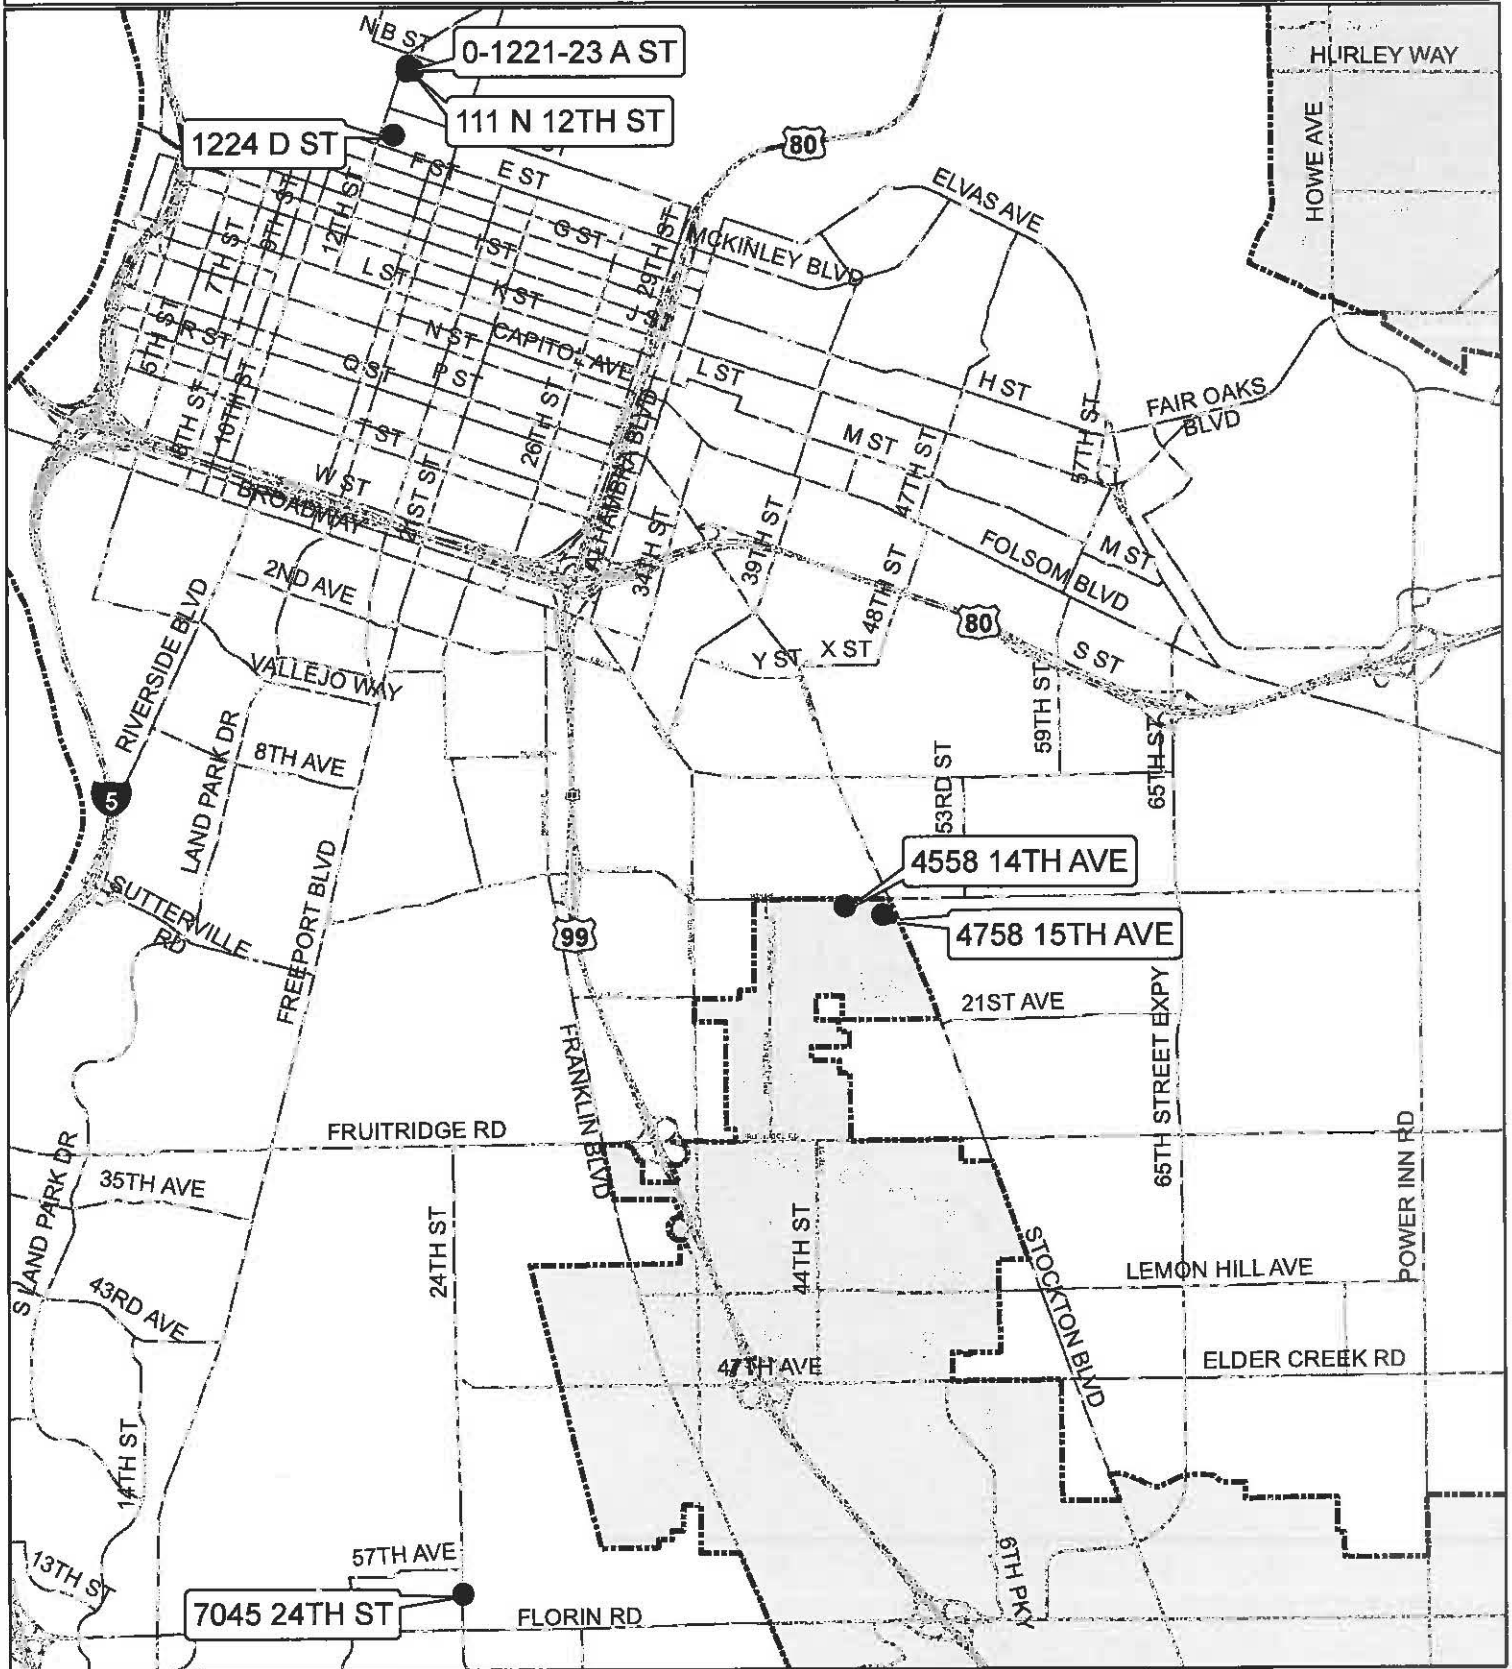 N B ST
0-1221-23 A ST
111 N 12TH ST
1224 D ST
80
HURLEY WAY
HOWE AVE
F ST
E ST
ELVAS AVE
12TH ST
9TH ST
7TH ST
G ST
29TH ST
MCKINLEY BLVD
I ST
L ST
K ST
J ST
5TH ST
R ST
N ST
CAPITOL AVE
Q ST
P ST
L ST
H ST
FAIR OAKS
BLVD
57TH ST
8TH ST
10TH ST
T ST
26TH ST
ALHAMBRA BLVD
M ST
47TH ST
W ST
BROADWAY
21ST ST
34TH ST
39TH ST
48TH ST
FOLSOM BLVD
M ST
2ND AVE
RIVERSIDE BLVD
80
Y ST
X ST
S ST
VALLEJO WAY
59TH ST
LAND PARK DR
8TH AVE
53RD ST
65TH ST
5
4558 14TH AVE
FREEPORT BLVD
SUTTERVILLE
RD
99
4758 15TH AVE
21ST AVE
FRANKLIN BLVD
65TH STREET EXPY
FRUITRIDGE RD
35TH AVE
S LAND PARK DR
POWER INN RD
24TH ST
44TH ST
STOCKTON BLVD
LEMON HILL AVE
43RD AVE
47TH AVE
ELDER CREEK RD
14TH ST
57TH AVE
13TH ST
6TH PKY
7045 24TH ST
FLORIN RD